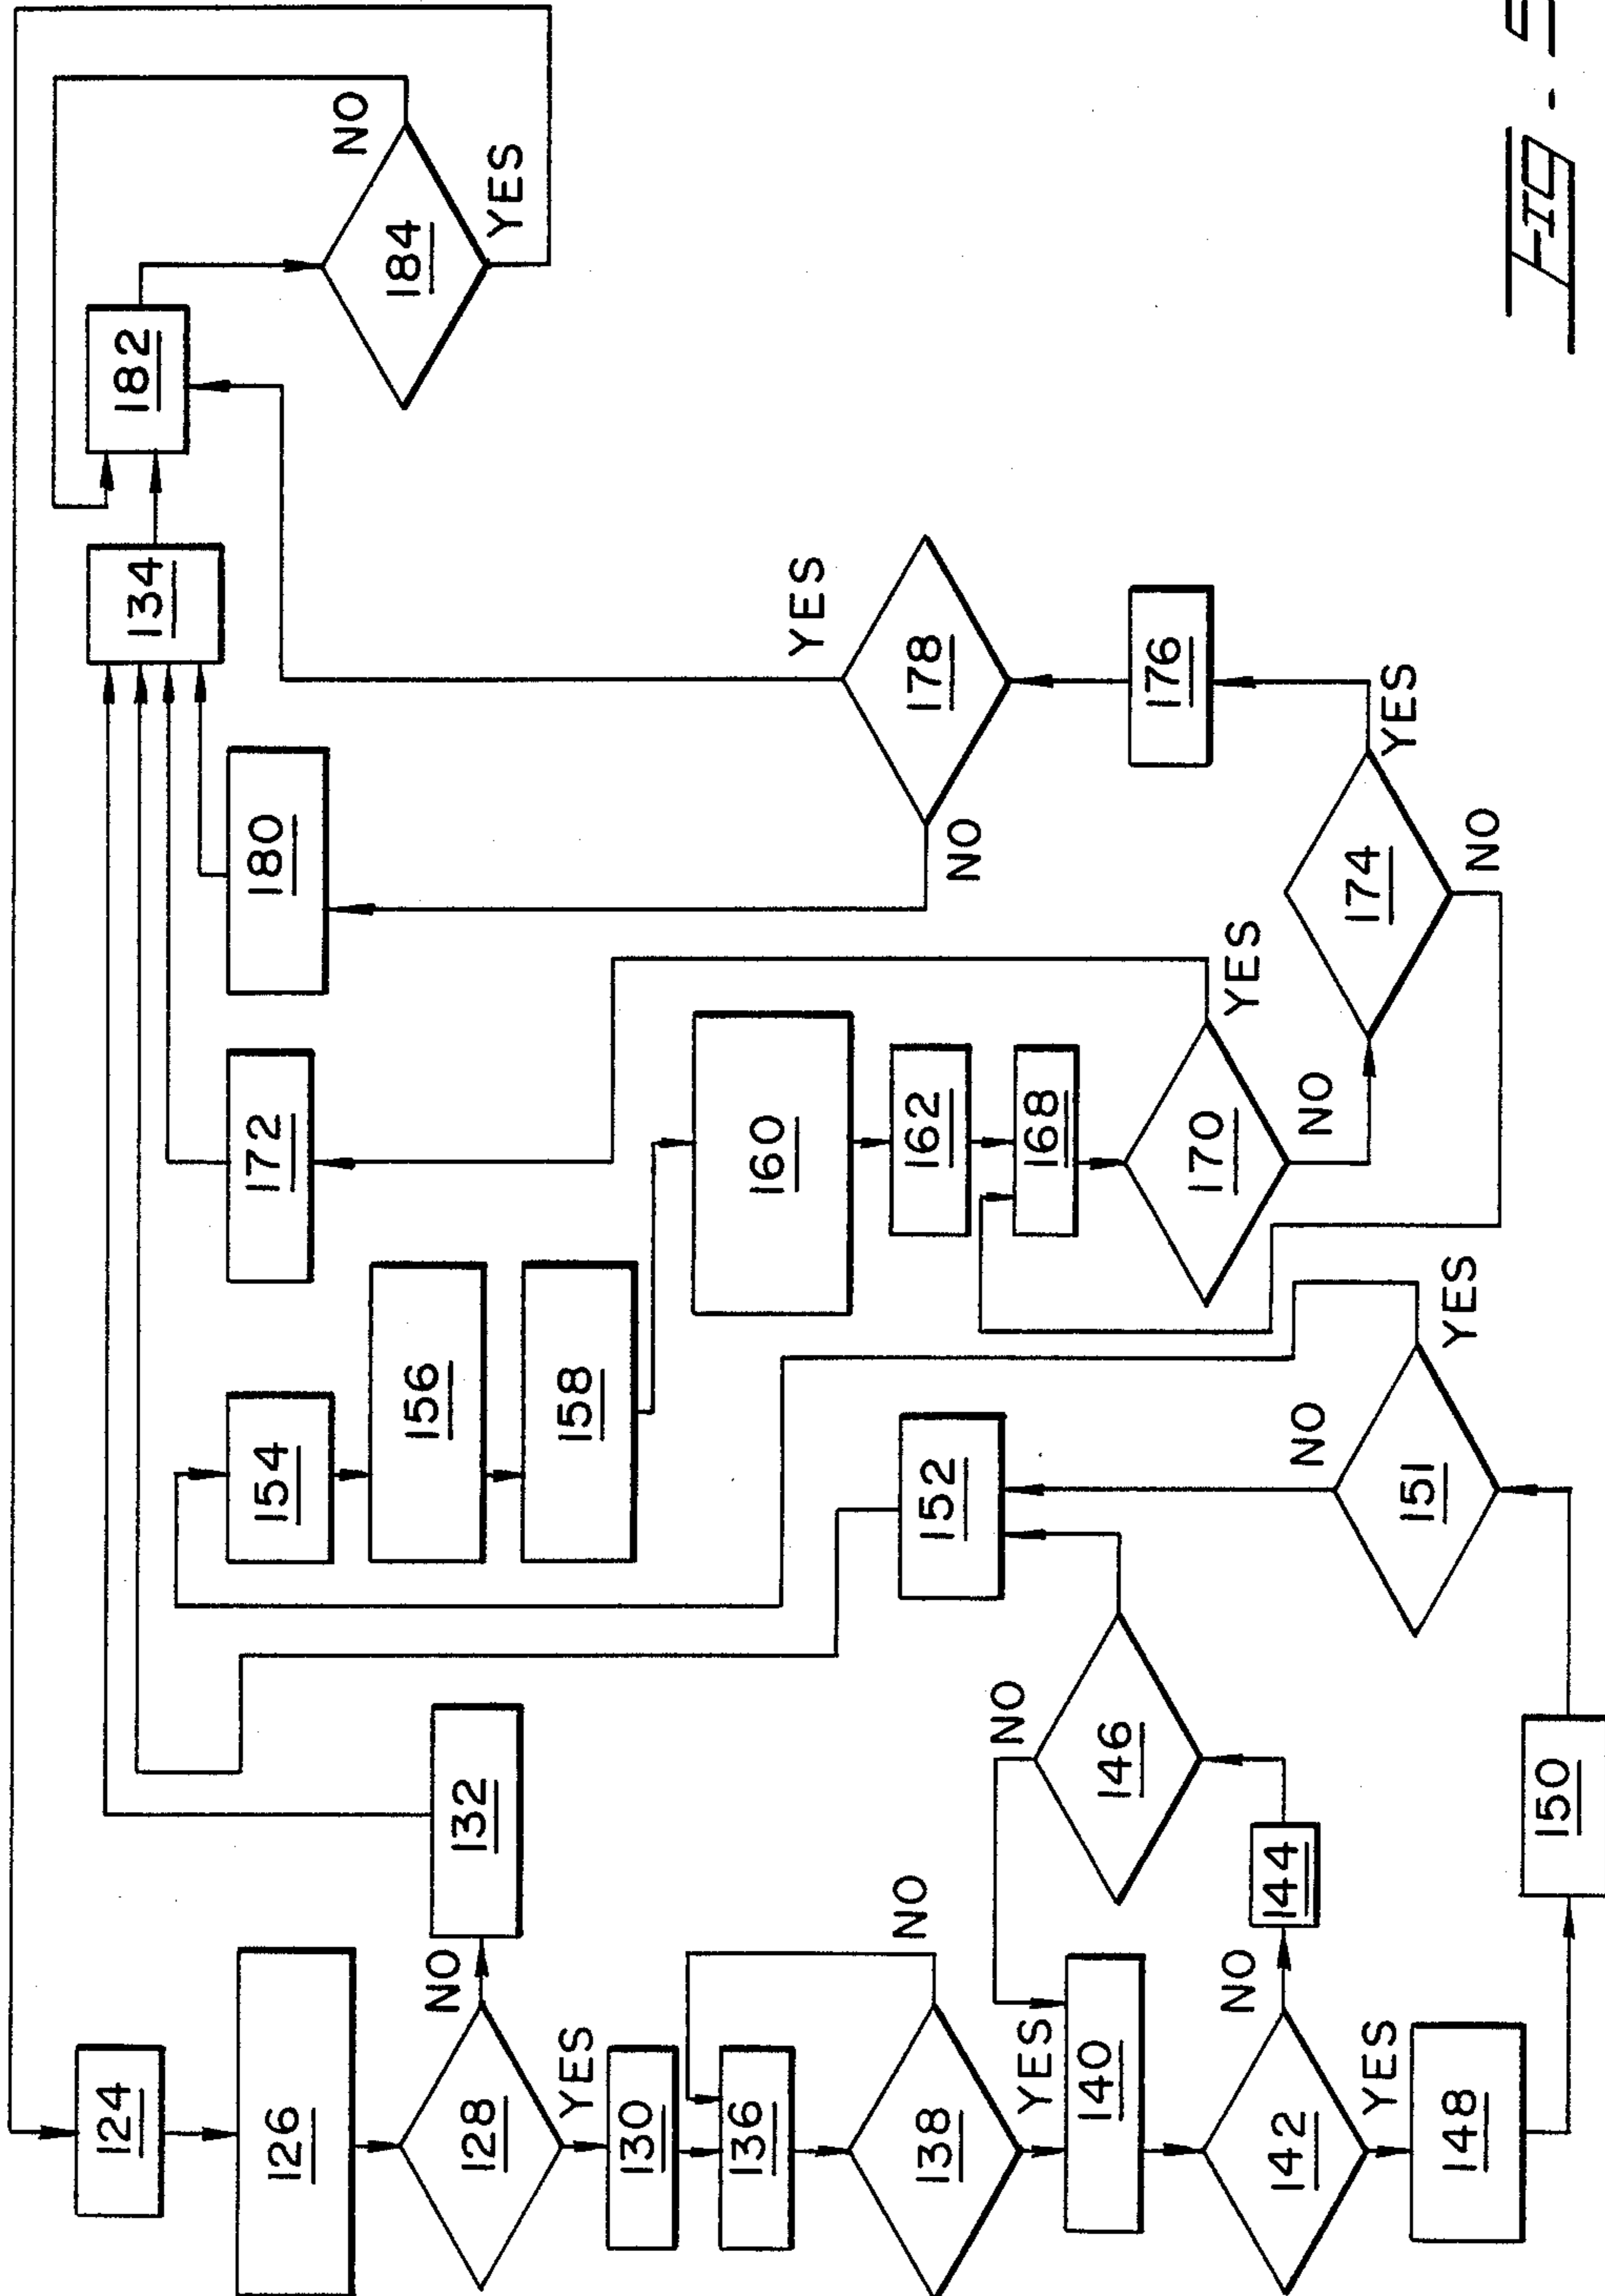 124
126
128
NO
YES
132
130
136
138
NO
YES
140
142
NO
YES
144
146
NO
148
150
151
NO
YES
152
154
156
158
160
162
168
170
YES
NO
172
174
YES
NO
176
178
YES
NO
180
134
182
184
NO
YES
FIG -